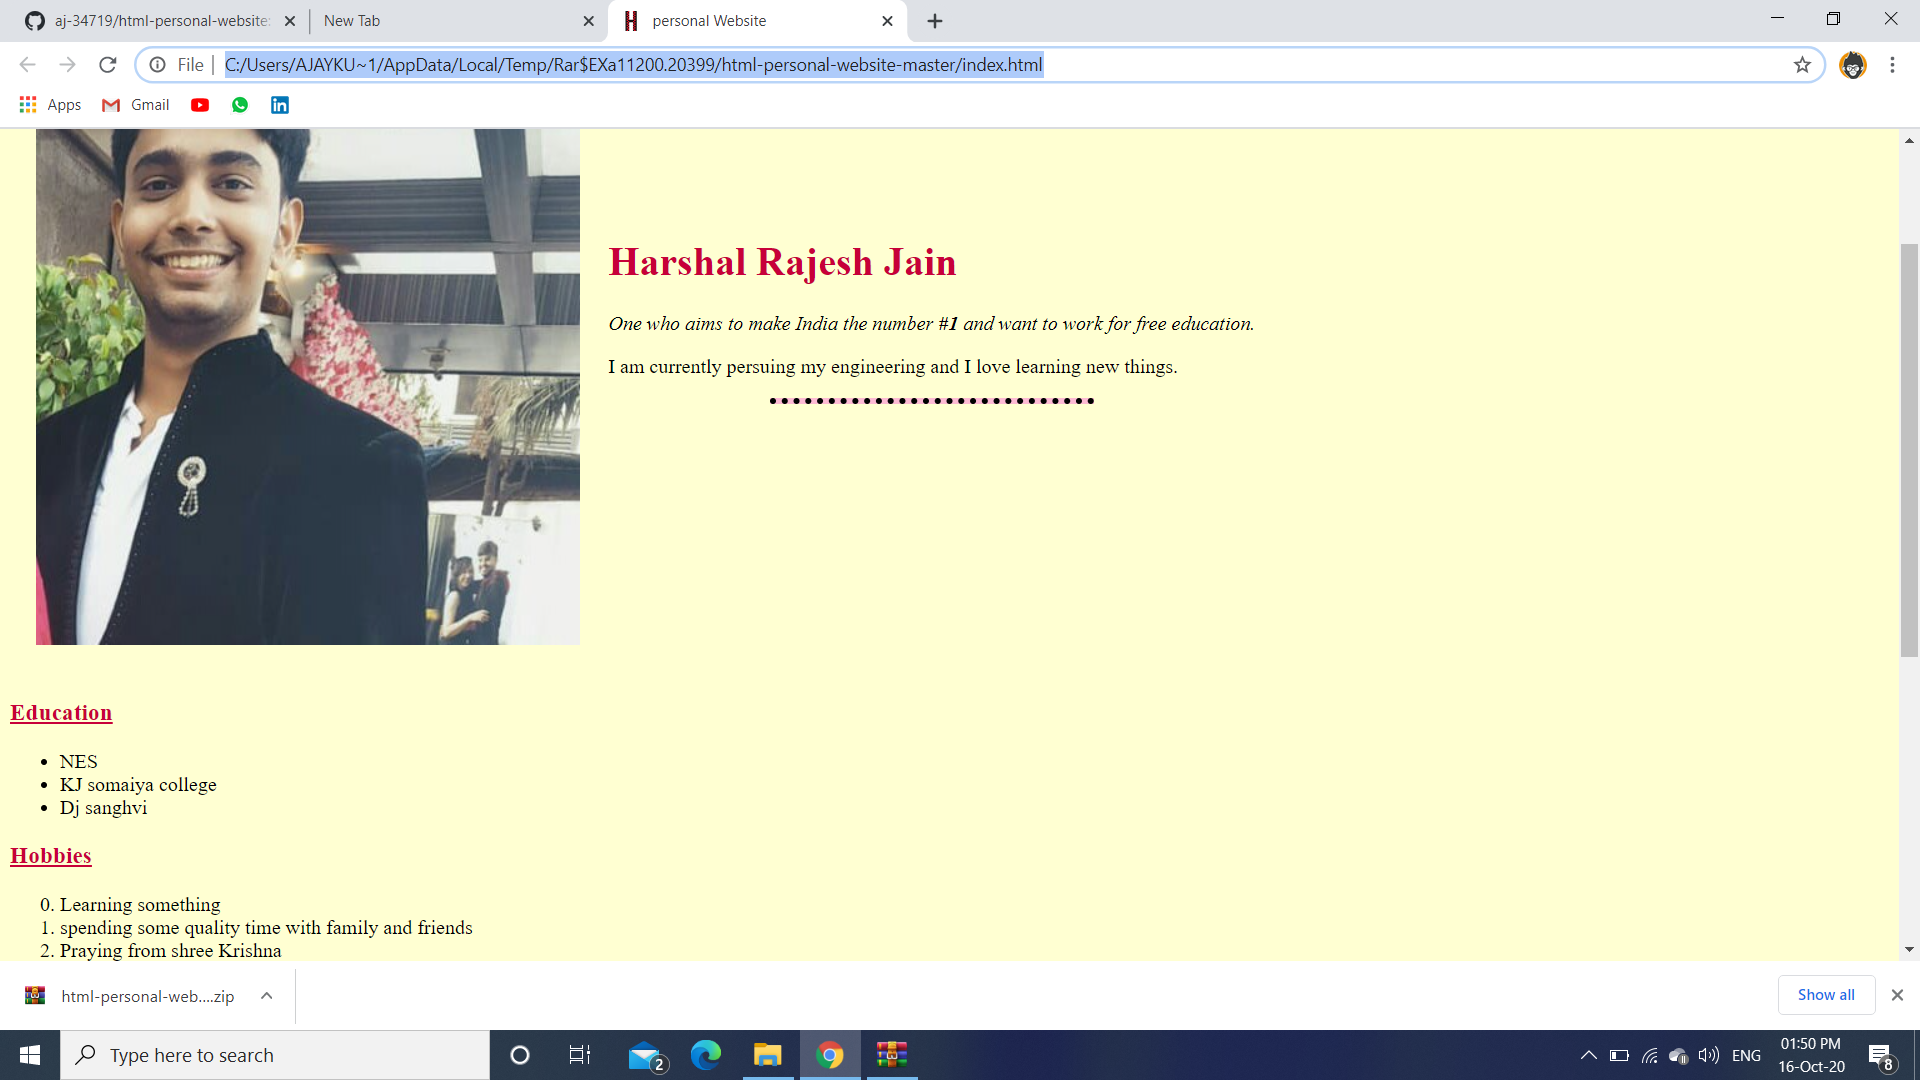 aj-34719/html-personal-website:
New Tab
personal Website
File
C:/Users/AJAYKU~1/AppData/Local/Temp/Rar$EXa11200.20399/html-personal-website-master/index.html
Apps
Gmail
Harshal Rajesh Jain
One who aims to make India the number #1 and want to work for free education.
I am currently persuing my engineering and I love learning new things.
Education
• NES
• KJ somaiya college
• Dj sanghvi
Hobbies
0. Learning something
1. spending some quality time with family and friends
2. Praying from shree Krishna
html-personal-web....zip
Show all
Type here to search
2
ENG
01:50 PM
16-Oct-20
8